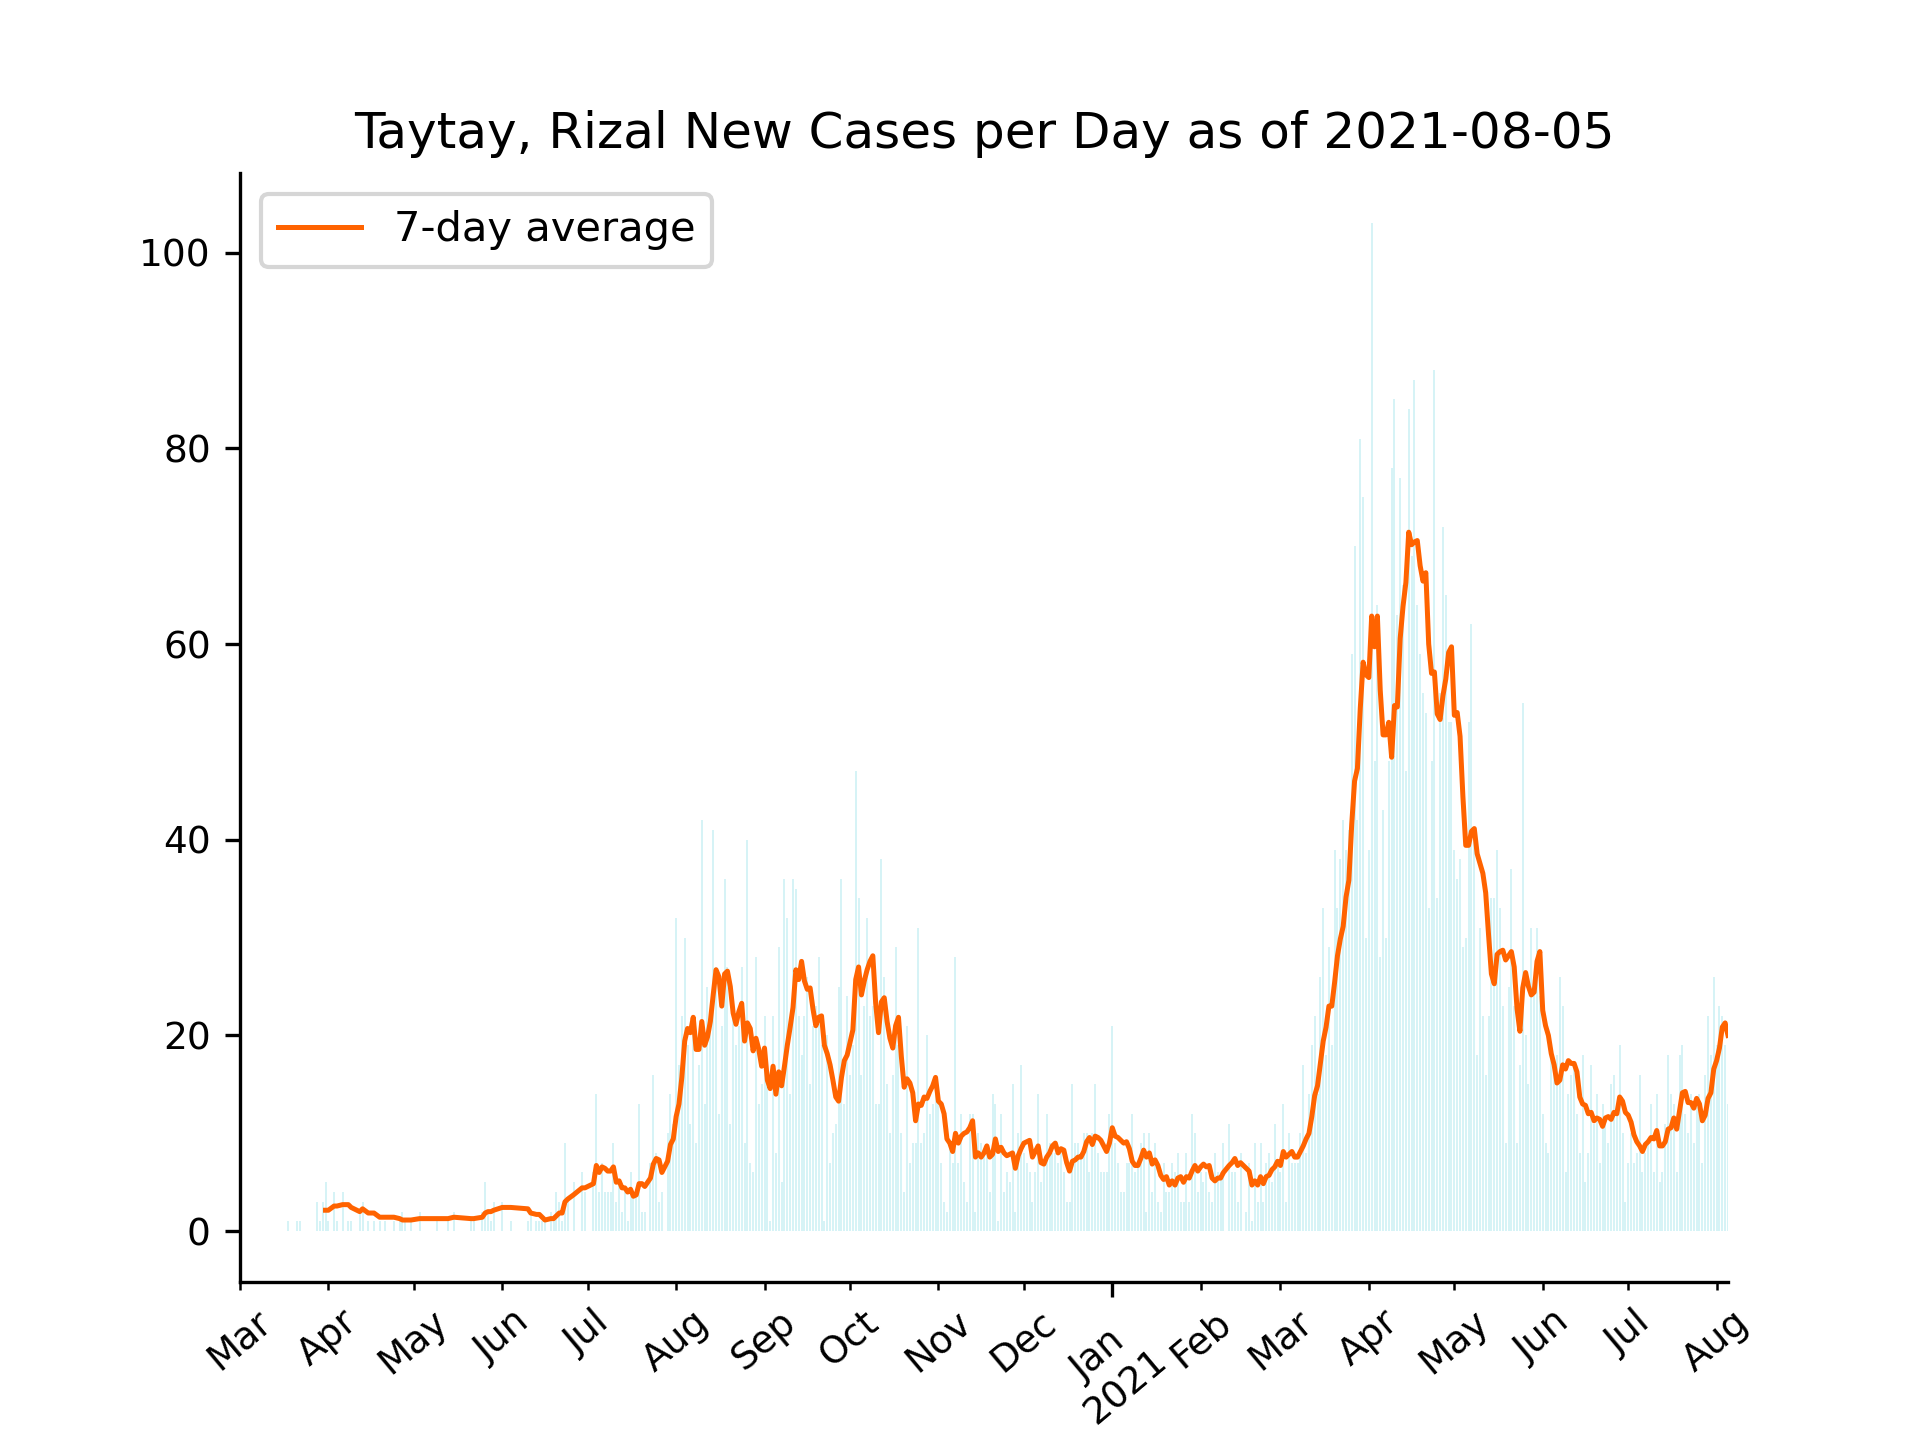 Taytay, Rizal New Cases per Day as of 2021-08-05
7-day average
100
80
60
40
20
0
Mar Apr May Jun Jul Aug Sep Oct Nov Dec Jan Feb Mar Apr May Jun Jul Aug
2021